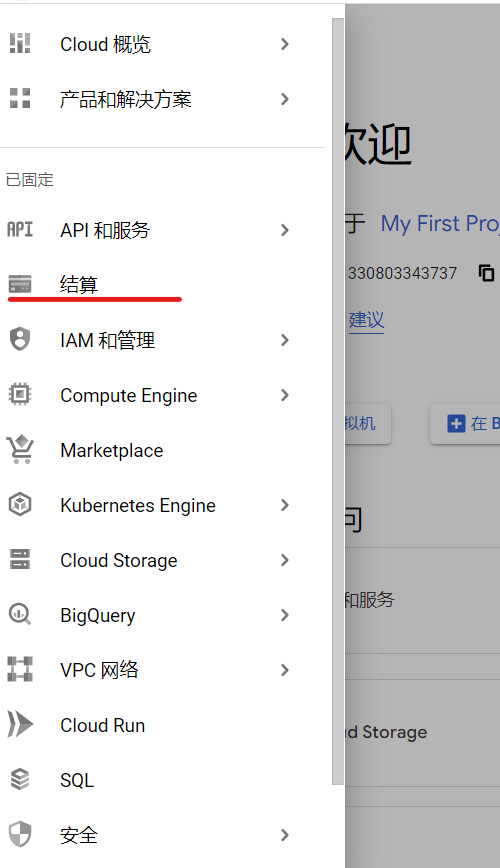 Cloud 概览
产品和解决方案
已固定
API 和服务
结算
IAM 和管理
Compute Engine
Marketplace
Kubernetes Engine
Cloud Storage
BigQuery
VPC 网络
Cloud Run
SQL
安全
欢迎
于 My First Proj
330803343737
建议
拟机
在 B
问
和服务
ud Storage